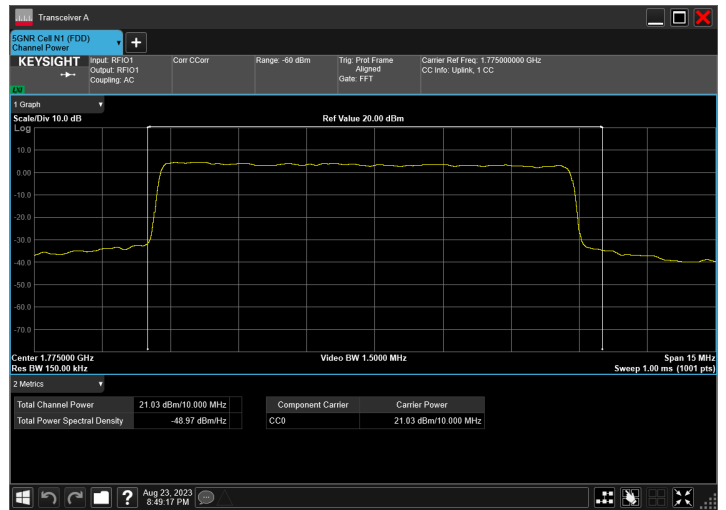 Transceiver A
5GNR Cell N1 (FDD)
Channel Power
KEYSIGHT
LXI
Input: RFIO1
Output: RFIO1
Coupling: AC
Corr CCorr
Range: -60 dBm
Trig: Prot Frame
Aligned
Gate: FFT
Carrier Ref Freq: 1.775000000 GHz
CC Info: Uplink, 1 CC
1 Graph
Scale/Div 10.0 dB
Ref Value 20.00 dBm
Log
10.0
0.00
-10.0
-20.0
-30.0
-40.0
-50.0
-60.0
-70.0
Center 1.775000 GHz
Video BW 1.5000 MHz
Span 15 MHz
Res BW 150.00 kHz
Sweep 1.00 ms (1001 pts)
2 Metrics
Total Channel Power 21.03 dBm/10.000 MHz
Total Power Spectral Density -48.97 dBm/Hz
Component Carrier Carrier Power
CC0 21.03 dBm/10.000 MHz
?
Aug 23, 2023
8:49:17 PM